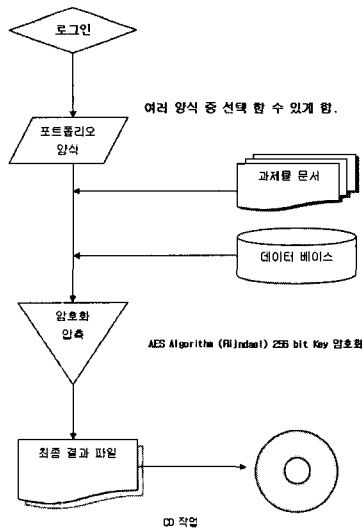 로그인
여러 양식 중 선택 할 수 있게 함.
포트폴리오
양식
과제물 문서
데이터 베이스
암호화
압축
AES Algorithm (Rijndael) 256 bit Key 암호화
최종 결과 파일
CD 작업